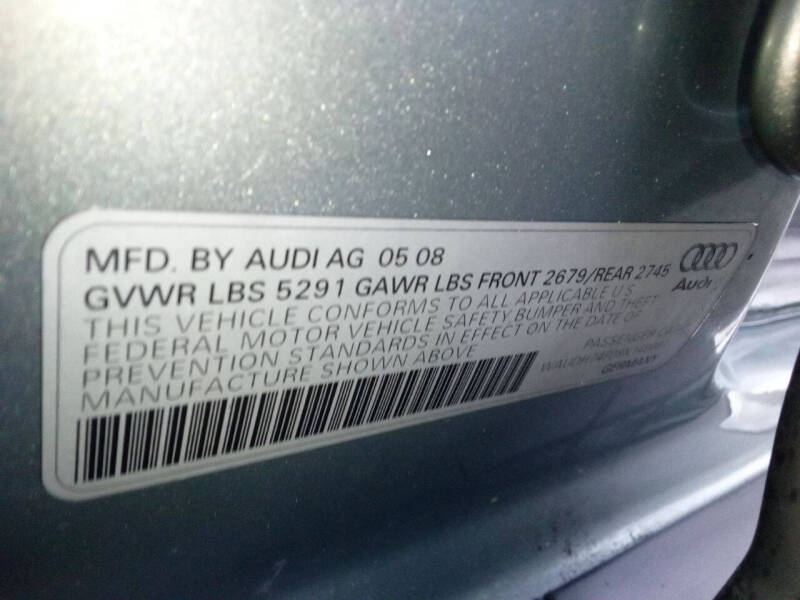 MFD. BY AUDI AG 05 08
GVWR LBS 5291 GAWR LBS FRONT 2679/REAR 2745
THIS VEHICLE CONFORMS TO ALL APPLICABLE U.S.
FEDERAL MOTOR VEHICLE SAFETY BUMPER AND THEFT
PREVENTION STANDARDS IN EFFECT ON THE DATE OF
MANUFACTURE SHOWN ABOVE
Audi
PASSENGER
GERMANY